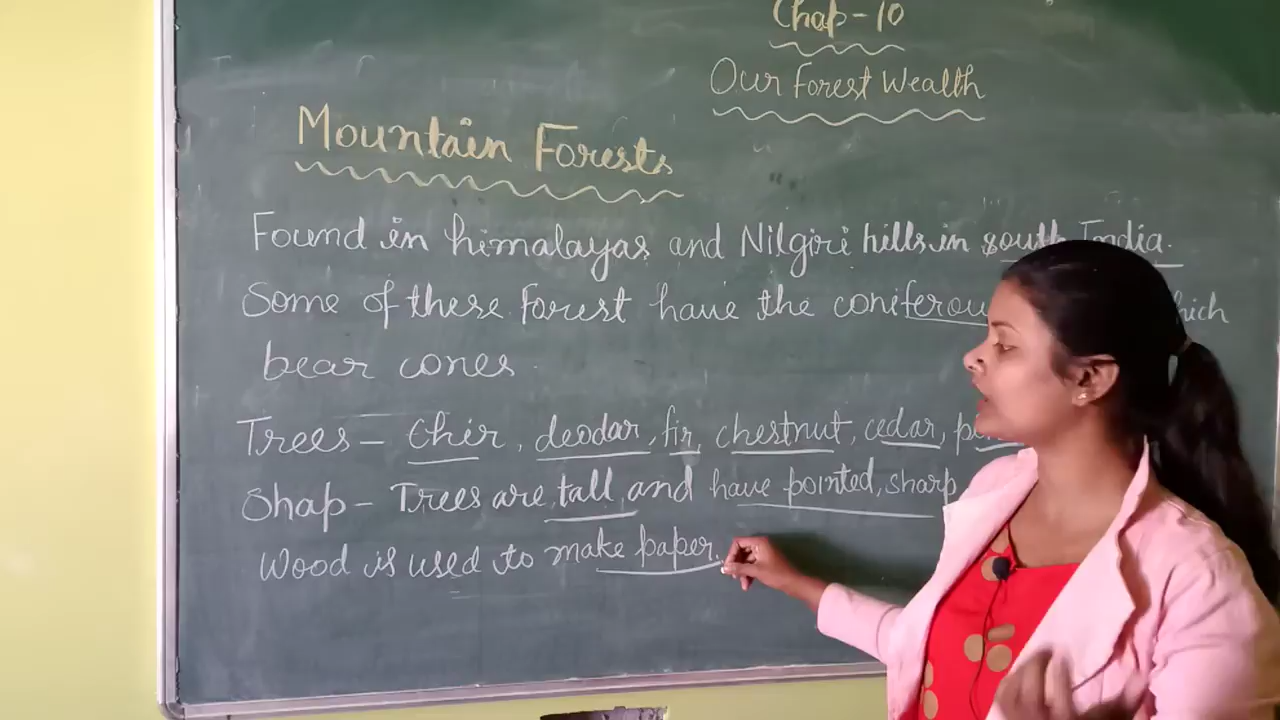 Chap-10
Our Forest Wealth
Mountain Forests
Found in himalayas and Nilgiri hills in south India.
Some of these forest have the coniferou which
bear cones.
Trees - Chir, deodar, fir, chestnut, cedar,
Shap - Trees are tall and have pointed, sharp
Wood is used to make paper.